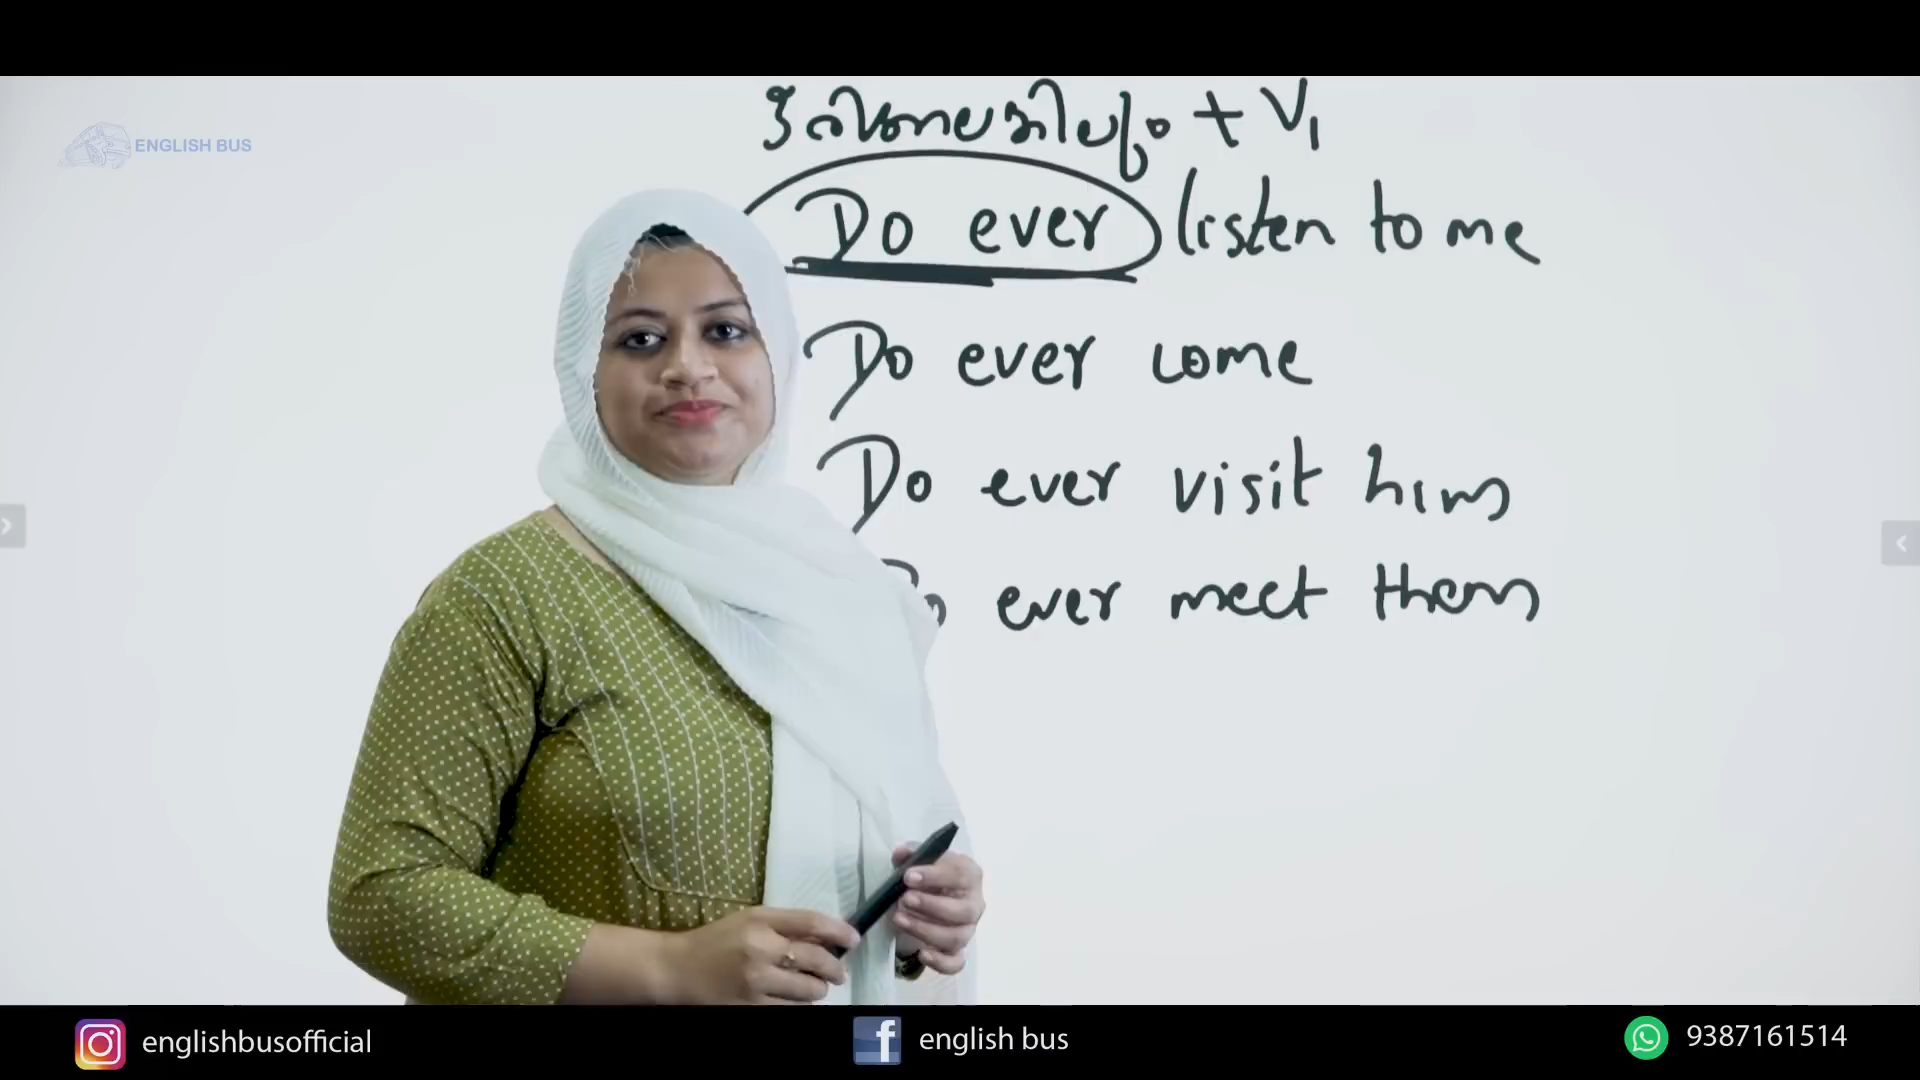 ENGLISH BUS
+ V1
Do ever listen to me
Do ever come
Do ever visit him
Do ever meet them
englishbusofficial
english bus
9387161514